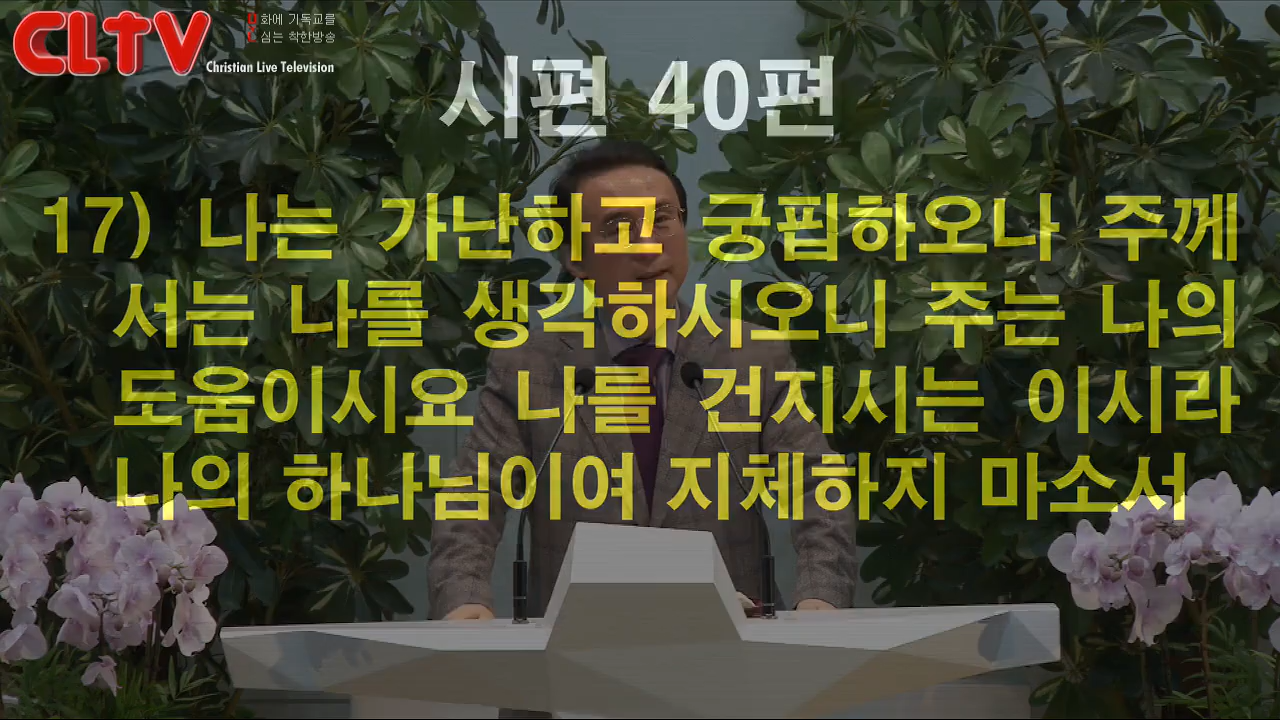 CLTV
문화에 기독교를
심는 착한방송
Christian Live Television
시편 40편
17) 나는 가난하고 궁핍하오나 주께
서는 나를 생각하시오니 주는 나의
도움이시요 나를 건지시는 이시라
나의 하나님이여 지체하지 마소서